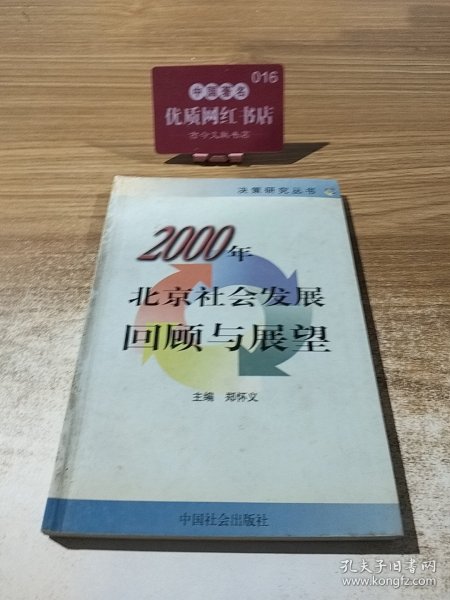 016
中国著名
优质网红书店
古今文献书店
决策研究丛书
2000年
北京社会发展
回顾与展望
主编 郑怀义
中国社会出版社
孔夫子旧书网
www.kongfz.com